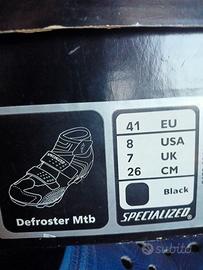 41 EU
8 USA
7 UK
26 CM
Black
Defroster Mtb
SPECIALIZED
subito